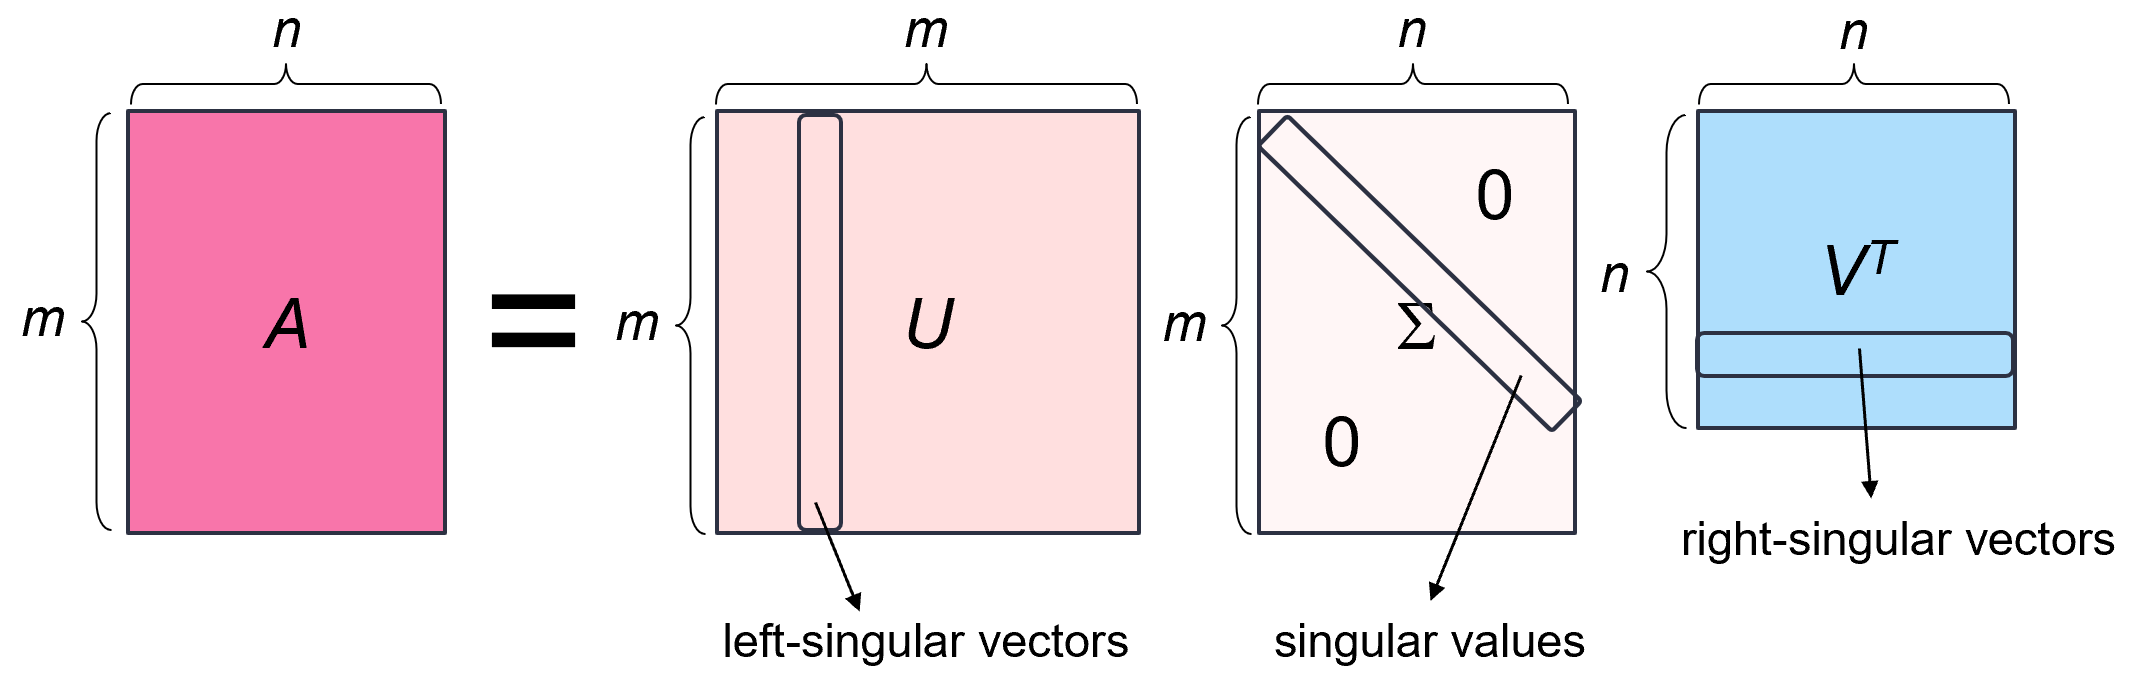 n
m
n
n
m
A
=
m
U
m
0
Σ
0
n
V^T
right-singular vectors
left-singular vectors
singular values